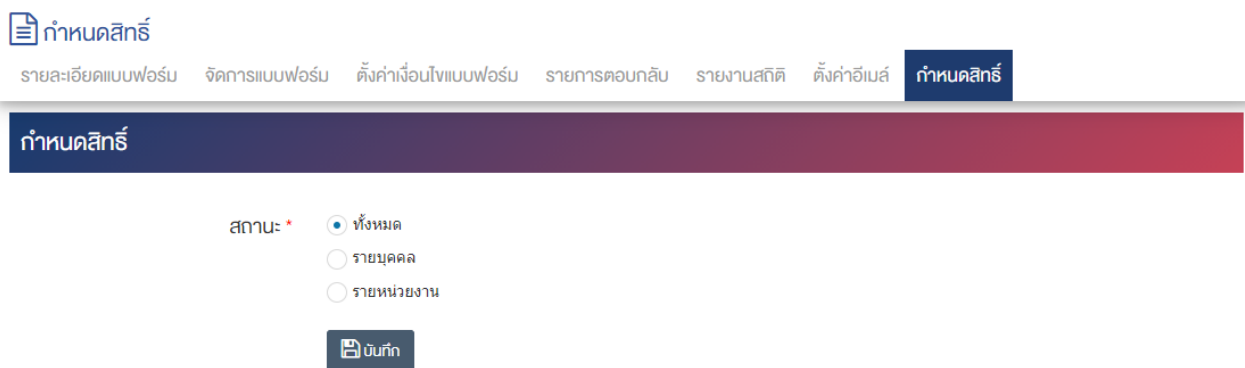 กำหนดสิทธิ์
รายละเอียดแบบฟอร์ม จัดการแบบฟอร์ม ตั้งค่าเงื่อนไขแบบฟอร์ม รายการตอบกลับ รายงานสถิติ ตั้งค่าอีเมล์ กำหนดสิทธิ์
กำหนดสิทธิ์
สถานะ * ทั้งหมด
รายบุคคล
รายหน่วยงาน
บันทึก